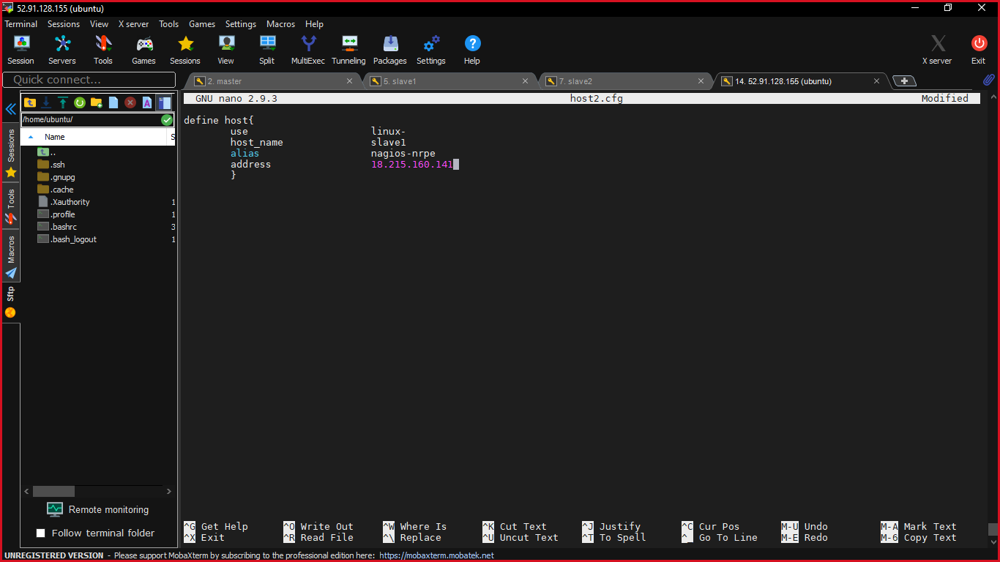 52.91.128.155 (ubuntu)
Terminal Sessions View X server Tools Games Settings Macros Help
Session Servers Tools Games Sessions View Split MultiExec Tunneling Packages Settings Help X server Exit
Quick connect... 2. master 5. slave1 7. slave2 14. 52.91.128.155 (ubuntu)
GNU nano 2.9.3 host2.cfg Modified
/home/ubuntu/
Name S
..
.ssh
.gnupg
.cache
.Xauthority 1
.profile 1
.bashrc 3
.bash_logout 1
Sessions
Tools
Macros
Sftp
define host{
use linux-
host_name slave1
alias nagios-nrpe
address 18.215.160.141
}
Remote monitoring
Follow terminal folder
^G Get Help ^O Write Out ^W Where Is ^K Cut Text ^J Justify ^C Cur Pos M-U Undo M-A Mark Text
^X Exit ^R Read File ^\ Replace ^U Uncut Text ^T To Spell ^_ Go To Line M-E Redo M-6 Copy Text
UNREGISTERED VERSION - Please support MobaXterm by subscribing to the professional edition here: https://mobaxterm.mobatek.net